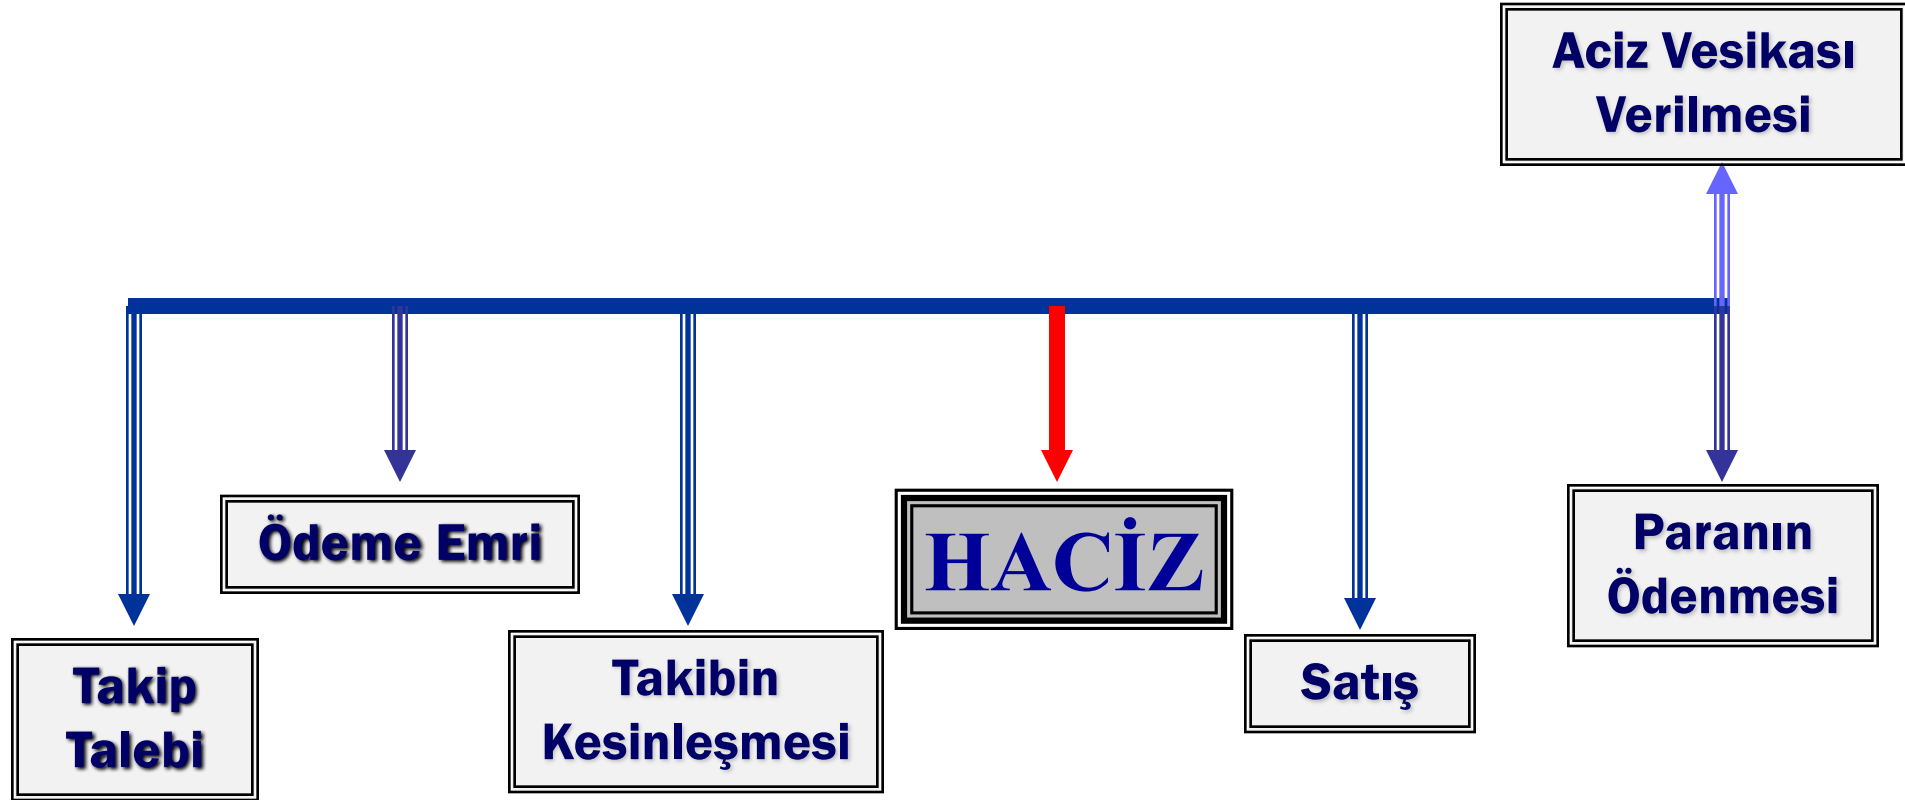 Aciz Vesikası
Verilmesi
Takip
Talebi
Ödeme Emri
Takibin
Kesinleşmesi
HACİZ
Satış
Paranın
Ödenmesi